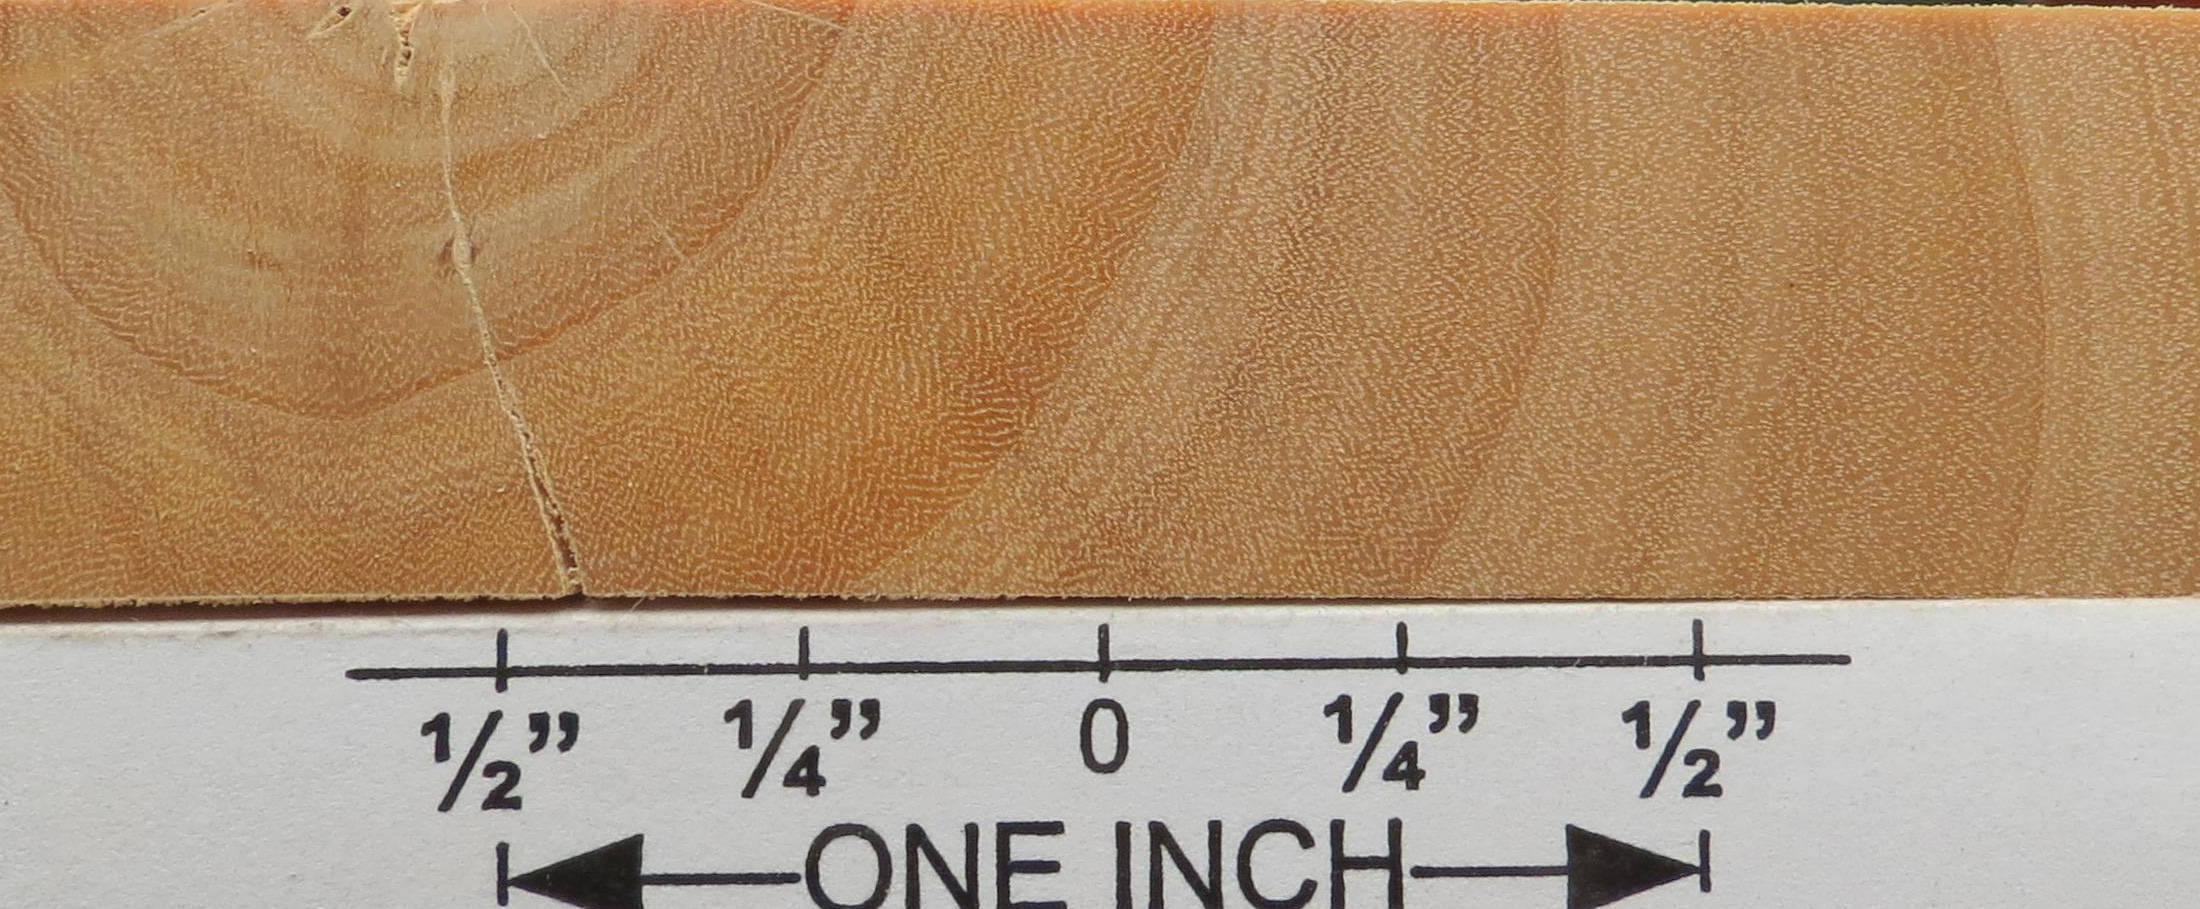 ½” ¼” 0 ¼” ½”
ONE INCH